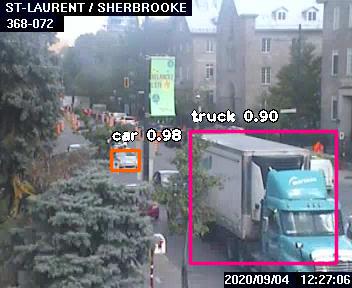 ST-LAURENT / SHERBROOKE
368-072
truck 0.90
car 0.98
2020/09/04 12:27:06